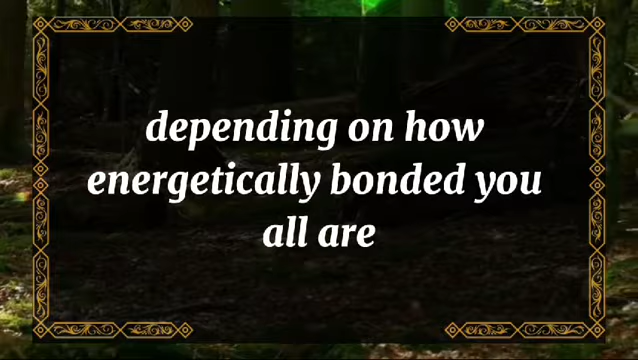 depending on how
energetically bonded you
all are